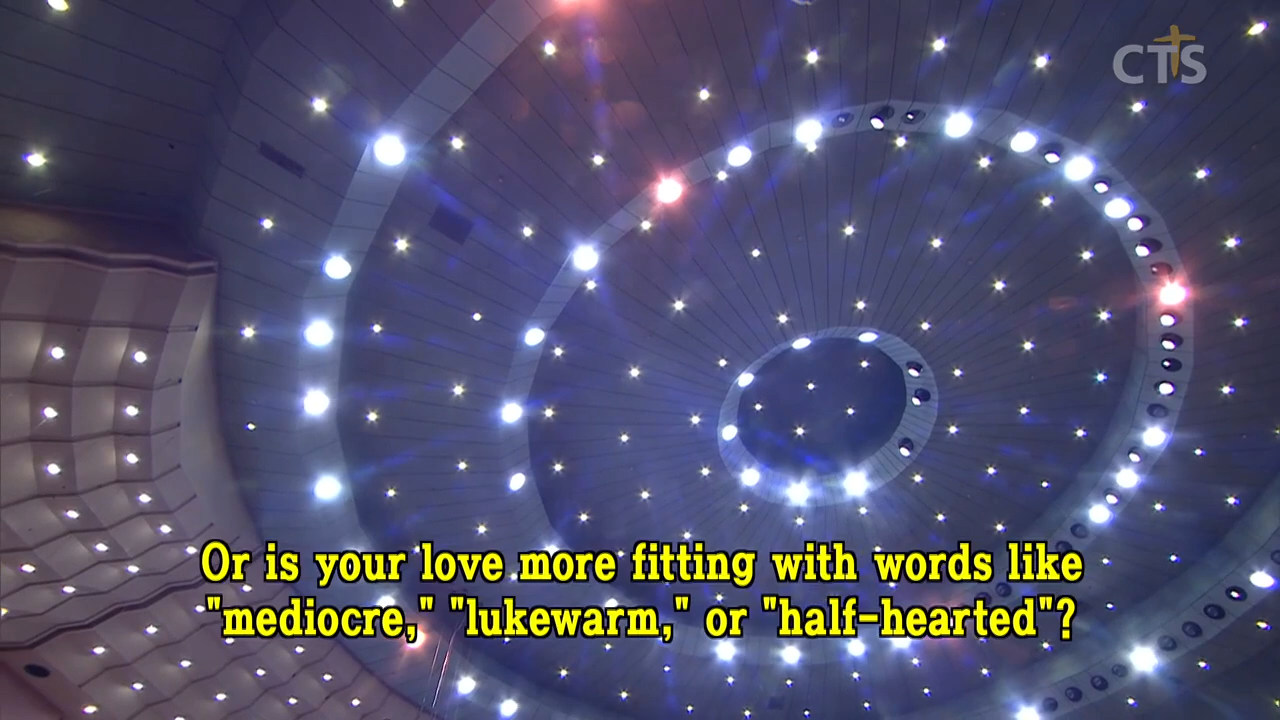 CTS
Or is your love more fitting with words like
"mediocre," "lukewarm," or "half-hearted"?